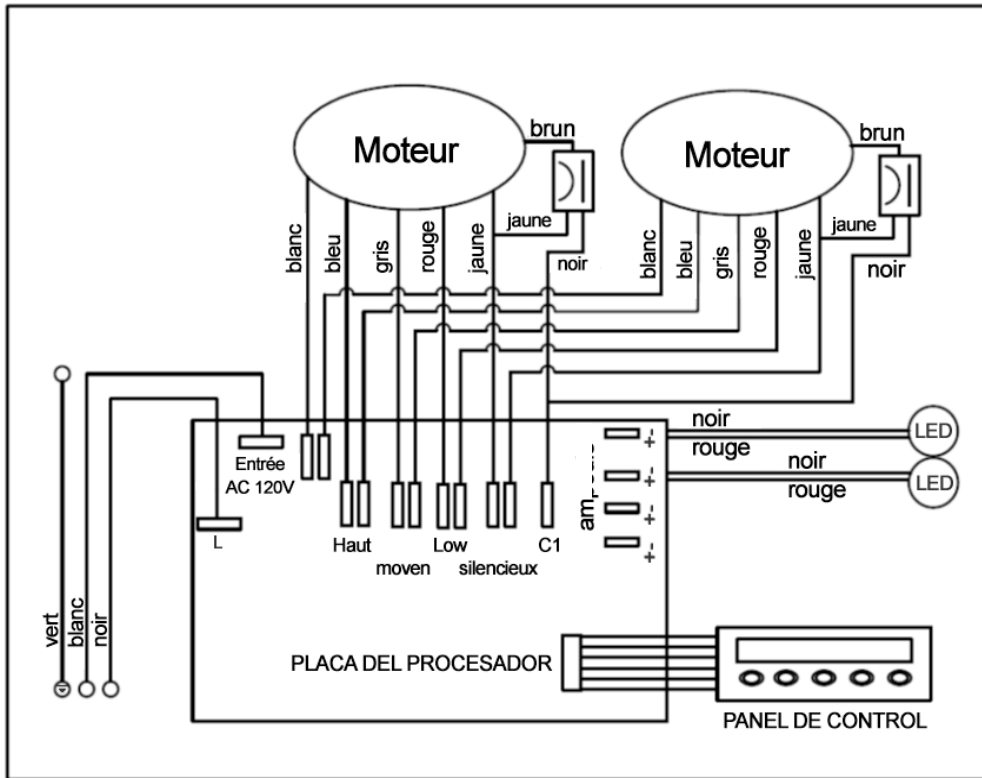 Moteur
brun
jaune
noir
blanc
bleu
gris
rouge
jaune
Moteur
brun
jaune
noir
blanc
bleu
gris
rouge
jaune
vert
blanc
noir
Entrée
AC 120V
L
Haut
moven
Low
silencieux
C1
+ -
+ -
+ -
+ -
noir
rouge
LED
noir
rouge
LED
PLACA DEL PROCESADOR
PANEL DE CONTROL